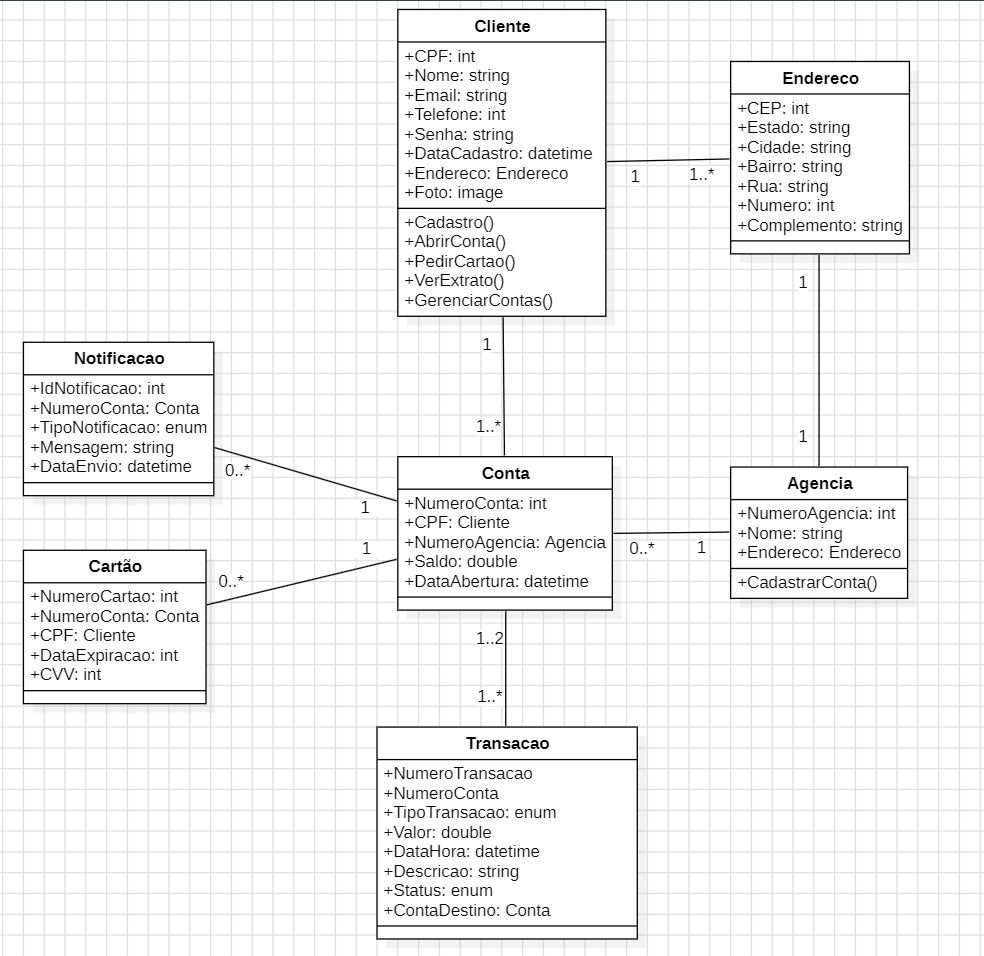 Cliente
+CPF: int
+Nome: string
+Email: string
+Telefone: int
+Senha: string
+DataCadastro: datetime
+Endereco: Endereco
+Foto: image
+Cadastro()
+AbrirConta()
+PedirCartao()
+VerExtrato()
+GerenciarContas()
1
1..*
Endereco
+CEP: int
+Estado: string
+Cidade: string
+Bairro: string
+Rua: string
+Numero: int
+Complemento: string
1
1
1
1..*
Notificacao
+IdNotificacao: int
+NumeroConta: Conta
+TipoNotificacao: enum
+Mensagem: string
+DataEnvio: datetime
0..*
1
Cartão
+NumeroCartao: int
+NumeroConta: Conta
+CPF: Cliente
+DataExpiracao: int
+CVV: int
0..*
1
Conta
+NumeroConta: int
+CPF: Cliente
+NumeroAgencia: Agencia
+Saldo: double
+DataAbertura: datetime
0..*
1
Agencia
+NumeroAgencia: int
+Nome: string
+Endereco: Endereco
+CadastrarConta()
1..2
1..*
Transacao
+NumeroTransacao
+NumeroConta
+TipoTransacao: enum
+Valor: double
+DataHora: datetime
+Descricao: string
+Status: enum
+ContaDestino: Conta